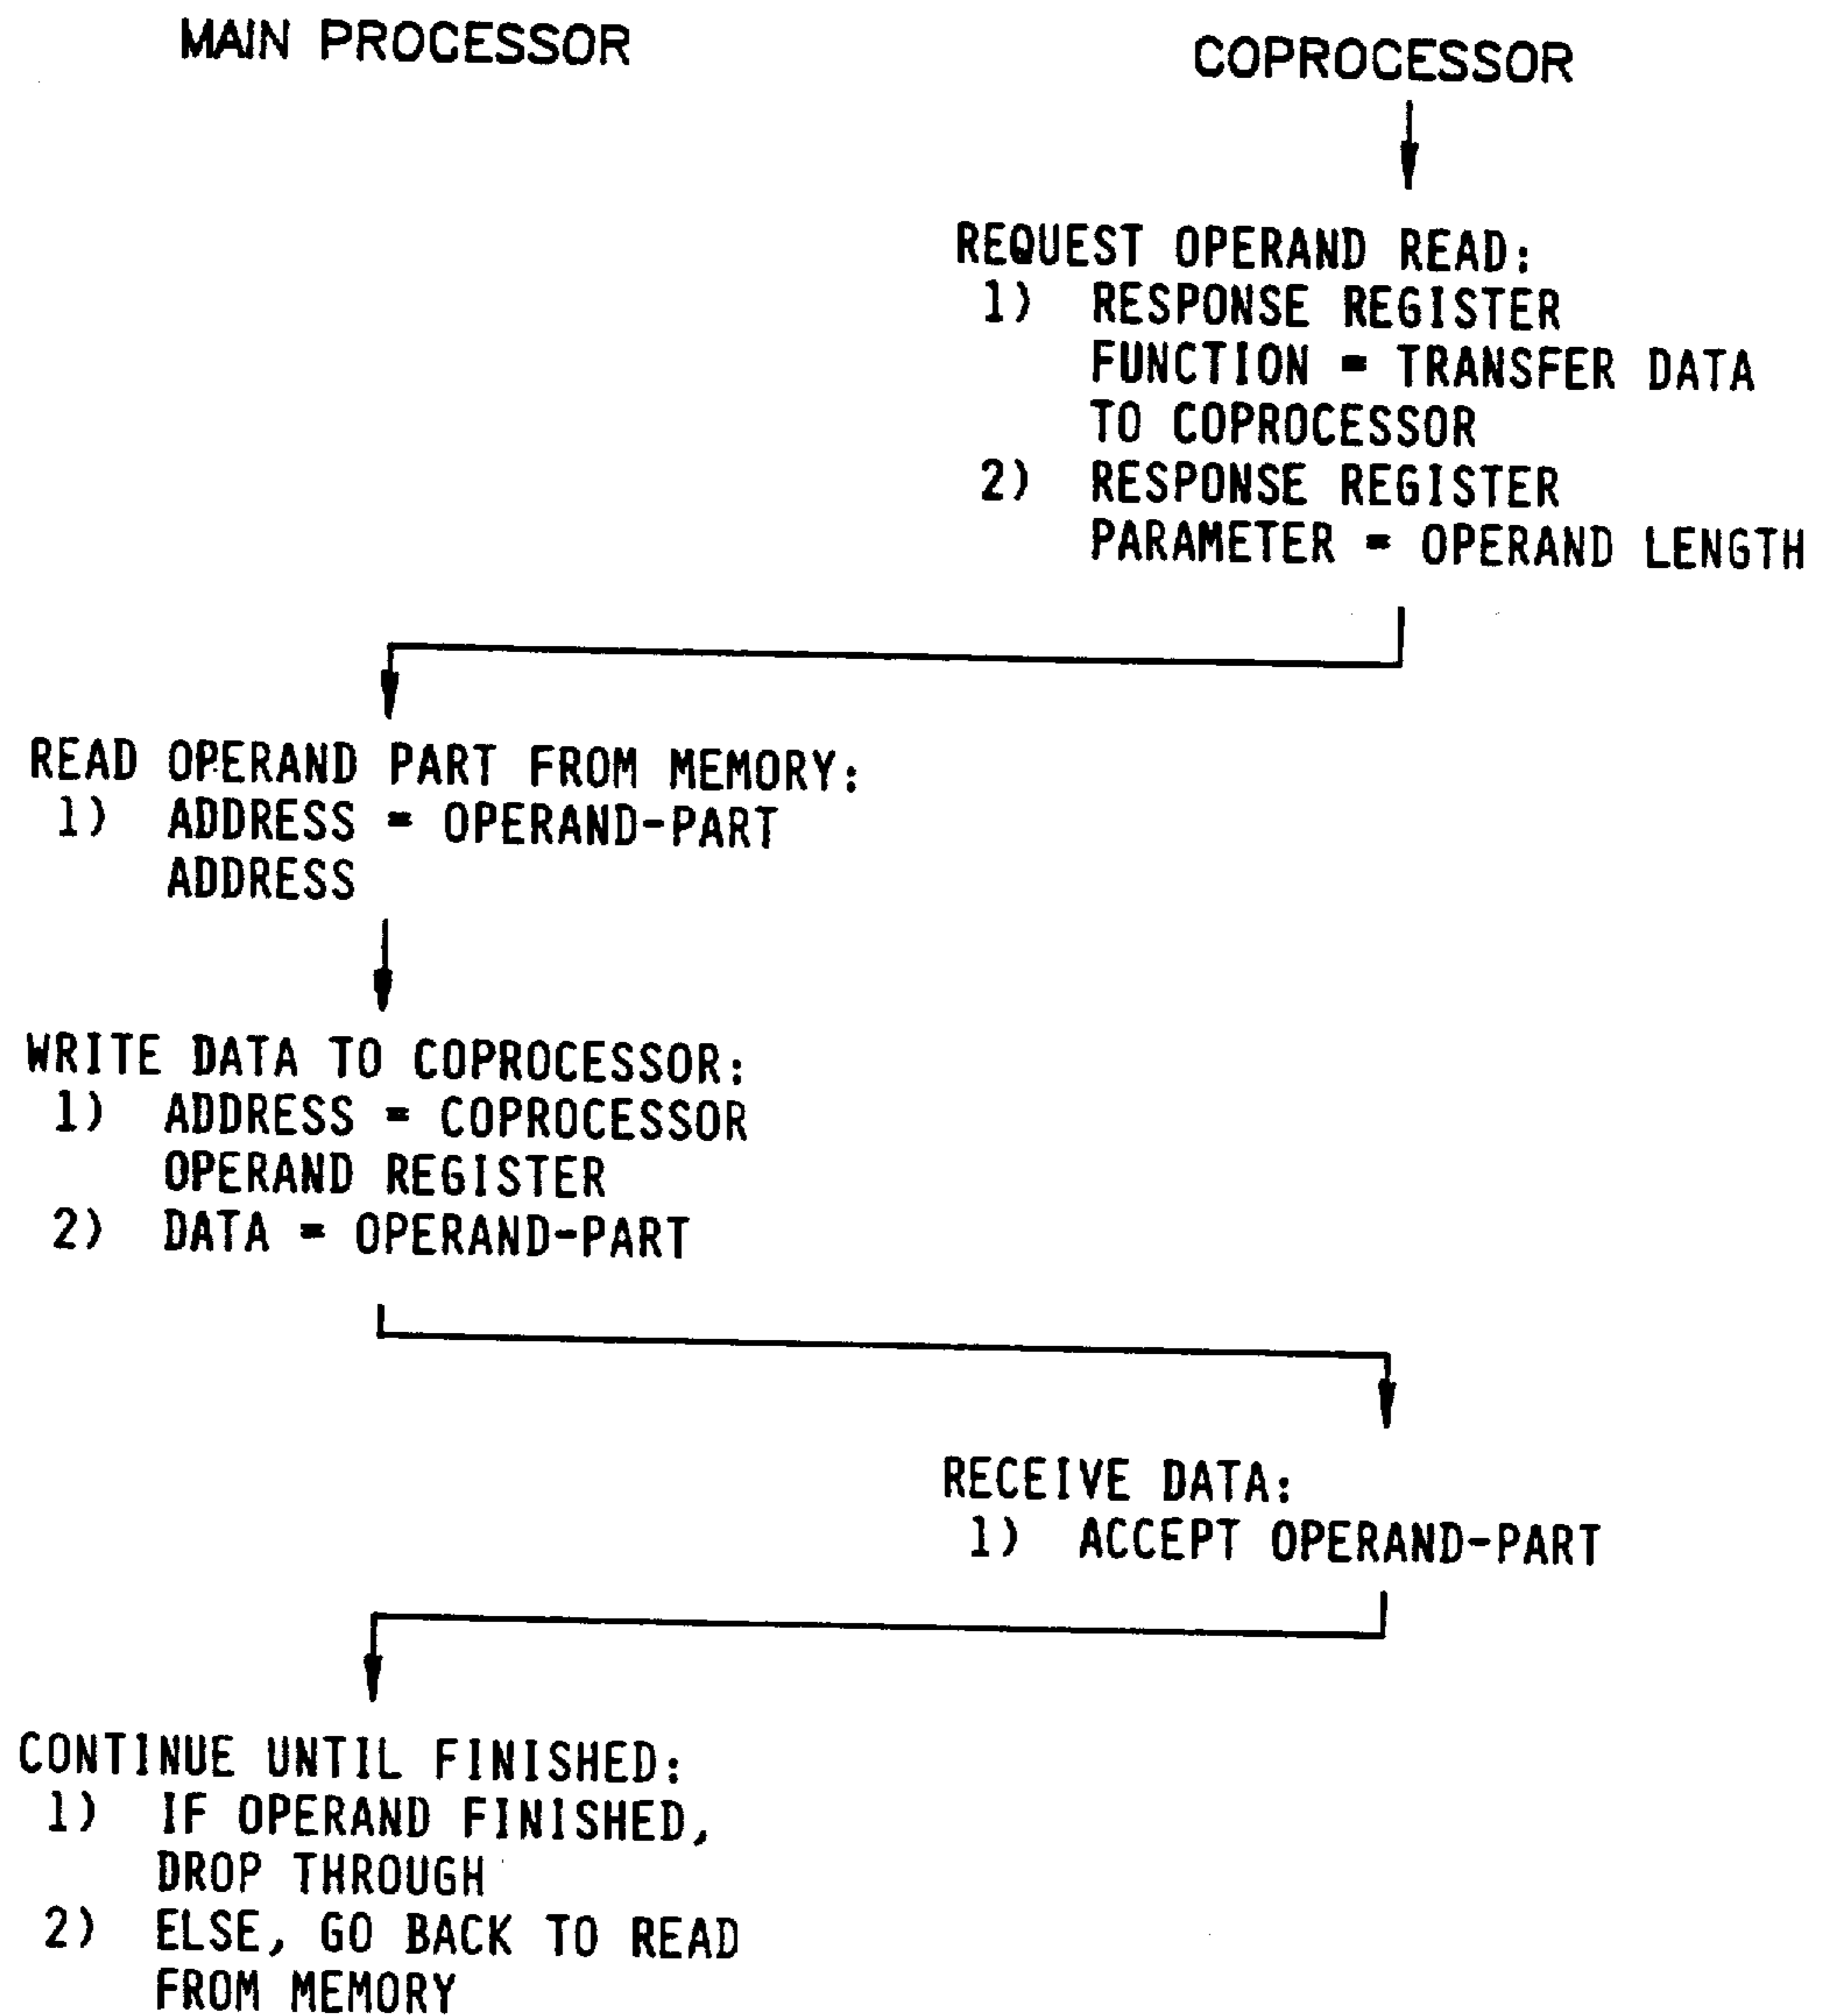 MAIN PROCESSOR
COPROCESSOR
REQUEST OPERAND READ:
1) RESPONSE REGISTER
FUNCTION = TRANSFER DATA
TO COPROCESSOR
2) RESPONSE REGISTER
PARAMETER = OPERAND LENGTH
READ OPERAND PART FROM MEMORY:
1) ADDRESS = OPERAND-PART
ADDRESS
WRITE DATA TO COPROCESSOR:
1) ADDRESS = COPROCESSOR
OPERAND REGISTER
2) DATA = OPERAND-PART
RECEIVE DATA:
1) ACCEPT OPERAND-PART
CONTINUE UNTIL FINISHED:
1) IF OPERAND FINISHED,
DROP THROUGH
2) ELSE, GO BACK TO READ
FROM MEMORY